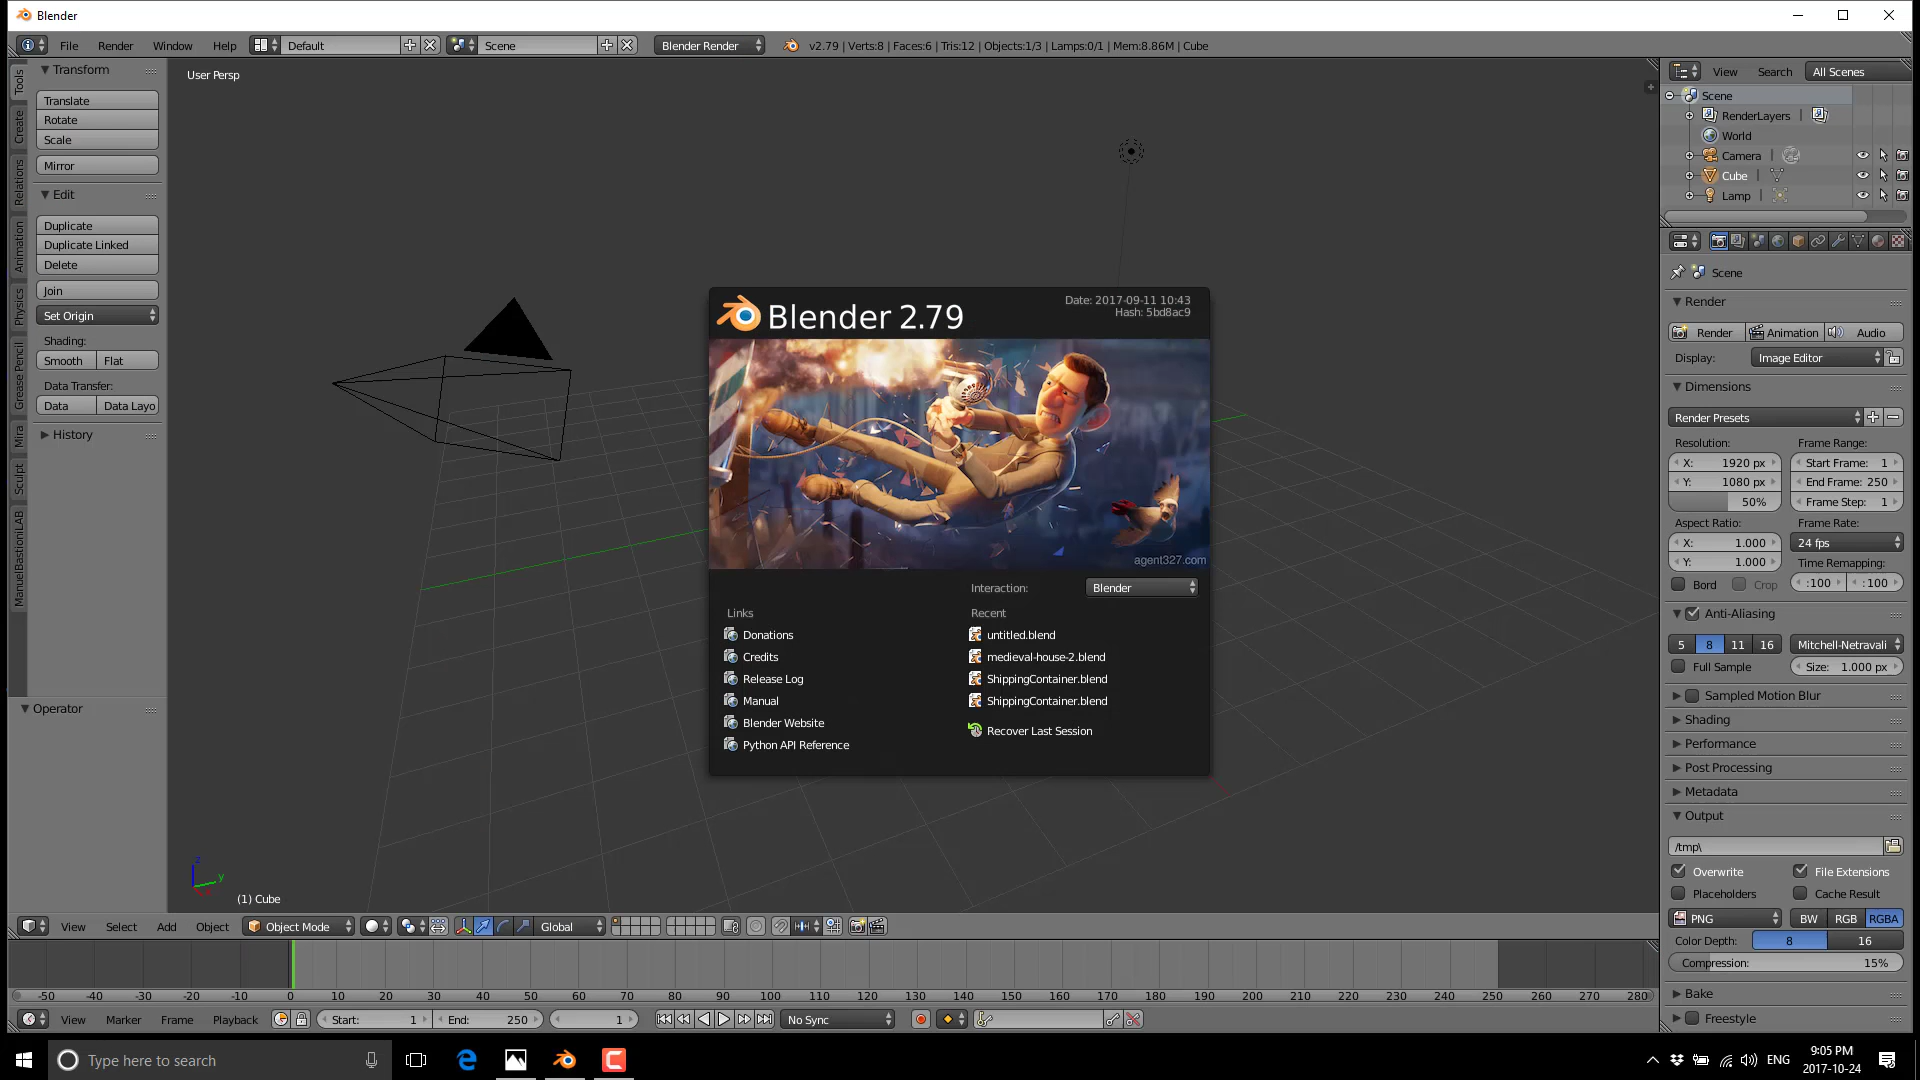 Blender
File Render Window Help Default Scene Blender Render v2.79 | Verts:8 | Faces:6 | Tris:12 | Objects:1/3 | Lamps:0/1 | Mem:8.86M | Cube
Tools
Create
Relations
Animation
Physics
Grease Pencil
Mira
Sculpt
ManuelBastioniLAB
Transform
Translate
Rotate
Scale
Mirror
Edit
Duplicate
Duplicate Linked
Delete
Join
Set Origin
Shading:
Smooth Flat
Data Transfer:
Data Data Layo
History
Operator
User Persp
Blender 2.79
Date: 2017-09-11 10:43
Hash: 5bd8ac9
agent327.com
Interaction: Blender
Links
Donations
Credits
Release Log
Manual
Blender Website
Python API Reference
Recent
untitled.blend
medieval-house-2.blend
ShippingContainer.blend
ShippingContainer.blend
Recover Last Session
z
y
(1) Cube
View Select Add Object Object Mode Global
-50 -40 -30 -20 -10 0 10 20 30 40 50 60 70 80 90 100 110 120 130 140 150 160 170 180 190 200 210 220 230 240 250 260 270 280
View Marker Frame Playback Start: 1 End: 250 1 No Sync
View Search All Scenes
Scene
RenderLayers
World
Camera
Cube
Lamp
Scene
Render
Render Animation Audio
Display: Image Editor
Dimensions
Render Presets
Resolution: Frame Range:
X: 1920 px Start Frame: 1
Y: 1080 px End Frame: 250
50% Frame Step: 1
Aspect Ratio: Frame Rate:
X: 1.000 24 fps
Y: 1.000 Time Remapping:
Bord Crop :100 :100
Anti-Aliasing
5 8 11 16 Mitchell-Netravali
Full Sample Size: 1.000 px
Sampled Motion Blur
Shading
Performance
Post Processing
Metadata
Output
/tmp\
Overwrite File Extensions
Placeholders Cache Result
PNG BW RGB RGBA
Color Depth: 8 16
Compression: 15%
Bake
Freestyle
Type here to search
ENG
9:05 PM
2017-10-24